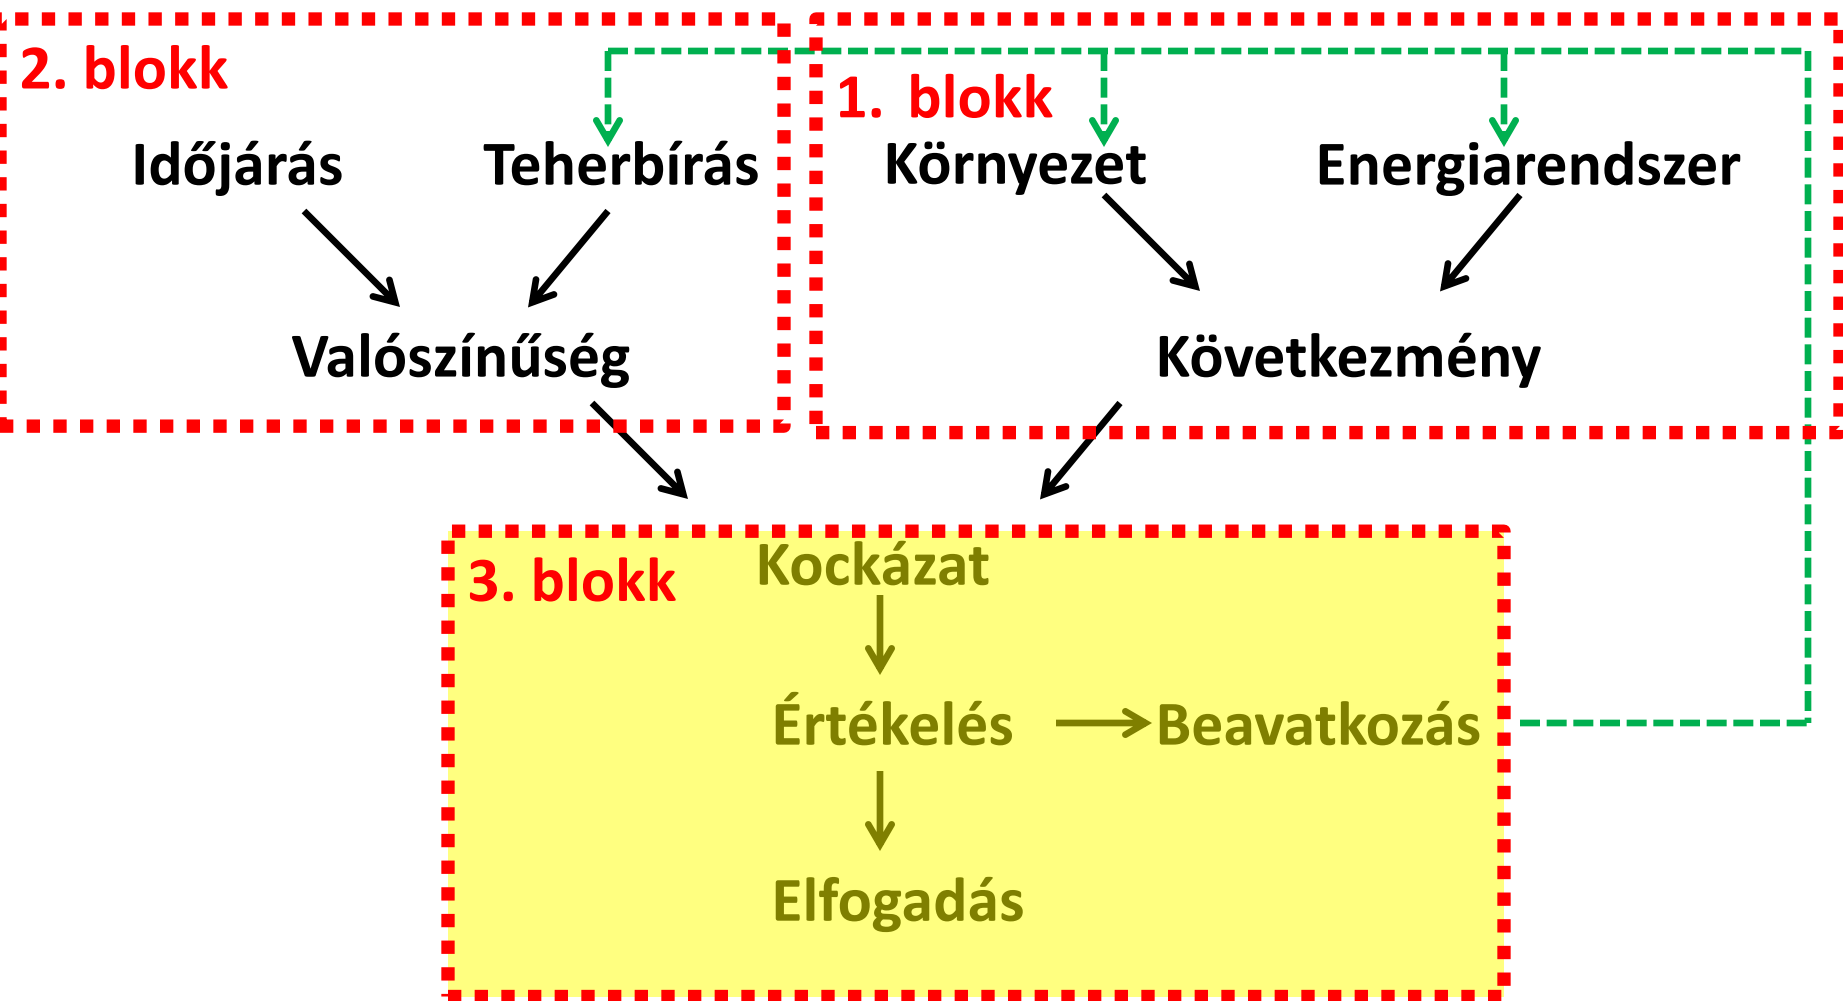 2. blokk
1. blokk
Időjárás
Teherbírás
Környezet
Energiarendszer
Valószínűség
Következmény
3. blokk
Kockázat
Értékelés
Beavatkozás
Elfogadás